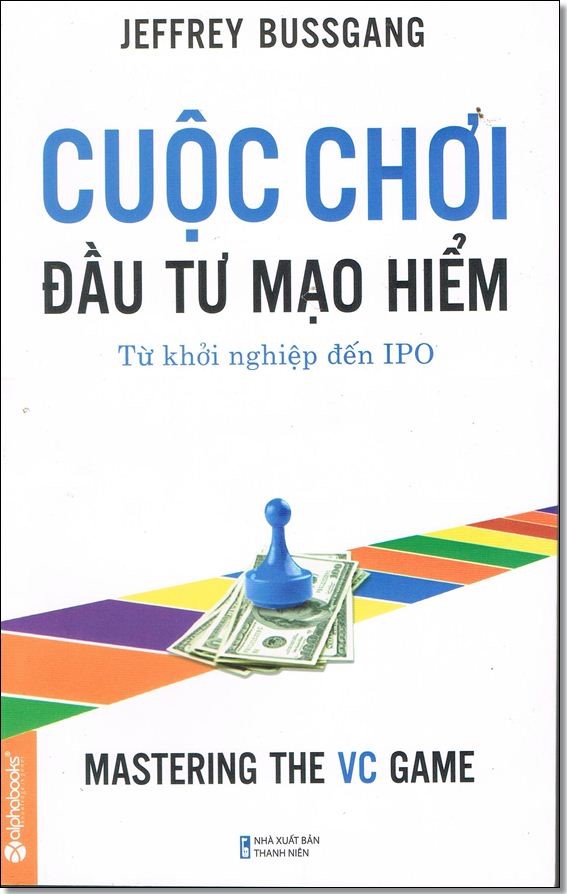 JEFFREY BUSSGANG
CUỘC CHƠI
ĐẦU TƯ MẠO HIỂM
Từ khởi nghiệp đến IPO
100
MASTERING THE VC GAME
alphabooks®
NHÀ XUẤT BẢN
THANH NIÊN